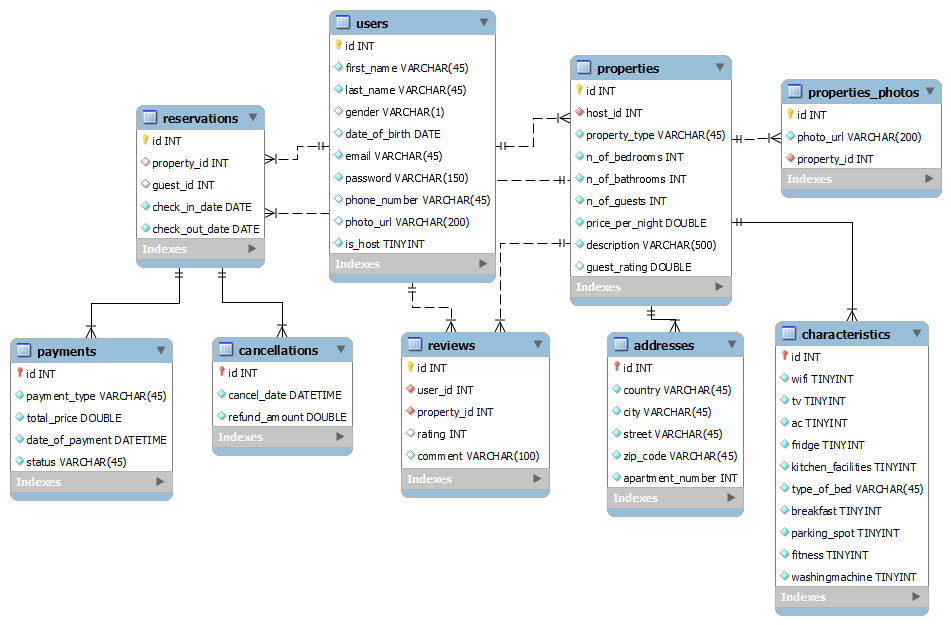 users
id INT
first_name VARCHAR(45)
last_name VARCHAR(45)
gender VARCHAR(1)
date_of_birth DATE
email VARCHAR(45)
password VARCHAR(150)
phone_number VARCHAR(45)
photo_url VARCHAR(200)
is_host TINYINT
Indexes
properties
id INT
host_id INT
property_type VARCHAR(45)
n_of_bedrooms INT
n_of_bathrooms INT
n_of_guests INT
price_per_night DOUBLE
description VARCHAR(500)
guest_rating DOUBLE
Indexes
properties_photos
id INT
photo_url VARCHAR(200)
property_id INT
Indexes
reservations
id INT
property_id INT
guest_id INT
check_in_date DATE
check_out_date DATE
Indexes
payments
id INT
payment_type VARCHAR(45)
total_price DOUBLE
date_of_payment DATETIME
status VARCHAR(45)
Indexes
cancellations
id INT
cancel_date DATETIME
refund_amount DOUBLE
Indexes
reviews
id INT
user_id INT
property_id INT
rating INT
comment VARCHAR(100)
Indexes
addresses
id INT
country VARCHAR(45)
city VARCHAR(45)
street VARCHAR(45)
zip_code VARCHAR(45)
apartment_number INT
Indexes
characteristics
id INT
wifi TINYINT
tv TINYINT
ac TINYINT
fridge TINYINT
kitchen_facilities TINYINT
type_of_bed VARCHAR(45)
breakfast TINYINT
parking_spot TINYINT
fitness TINYINT
washingmachine TINYINT
Indexes